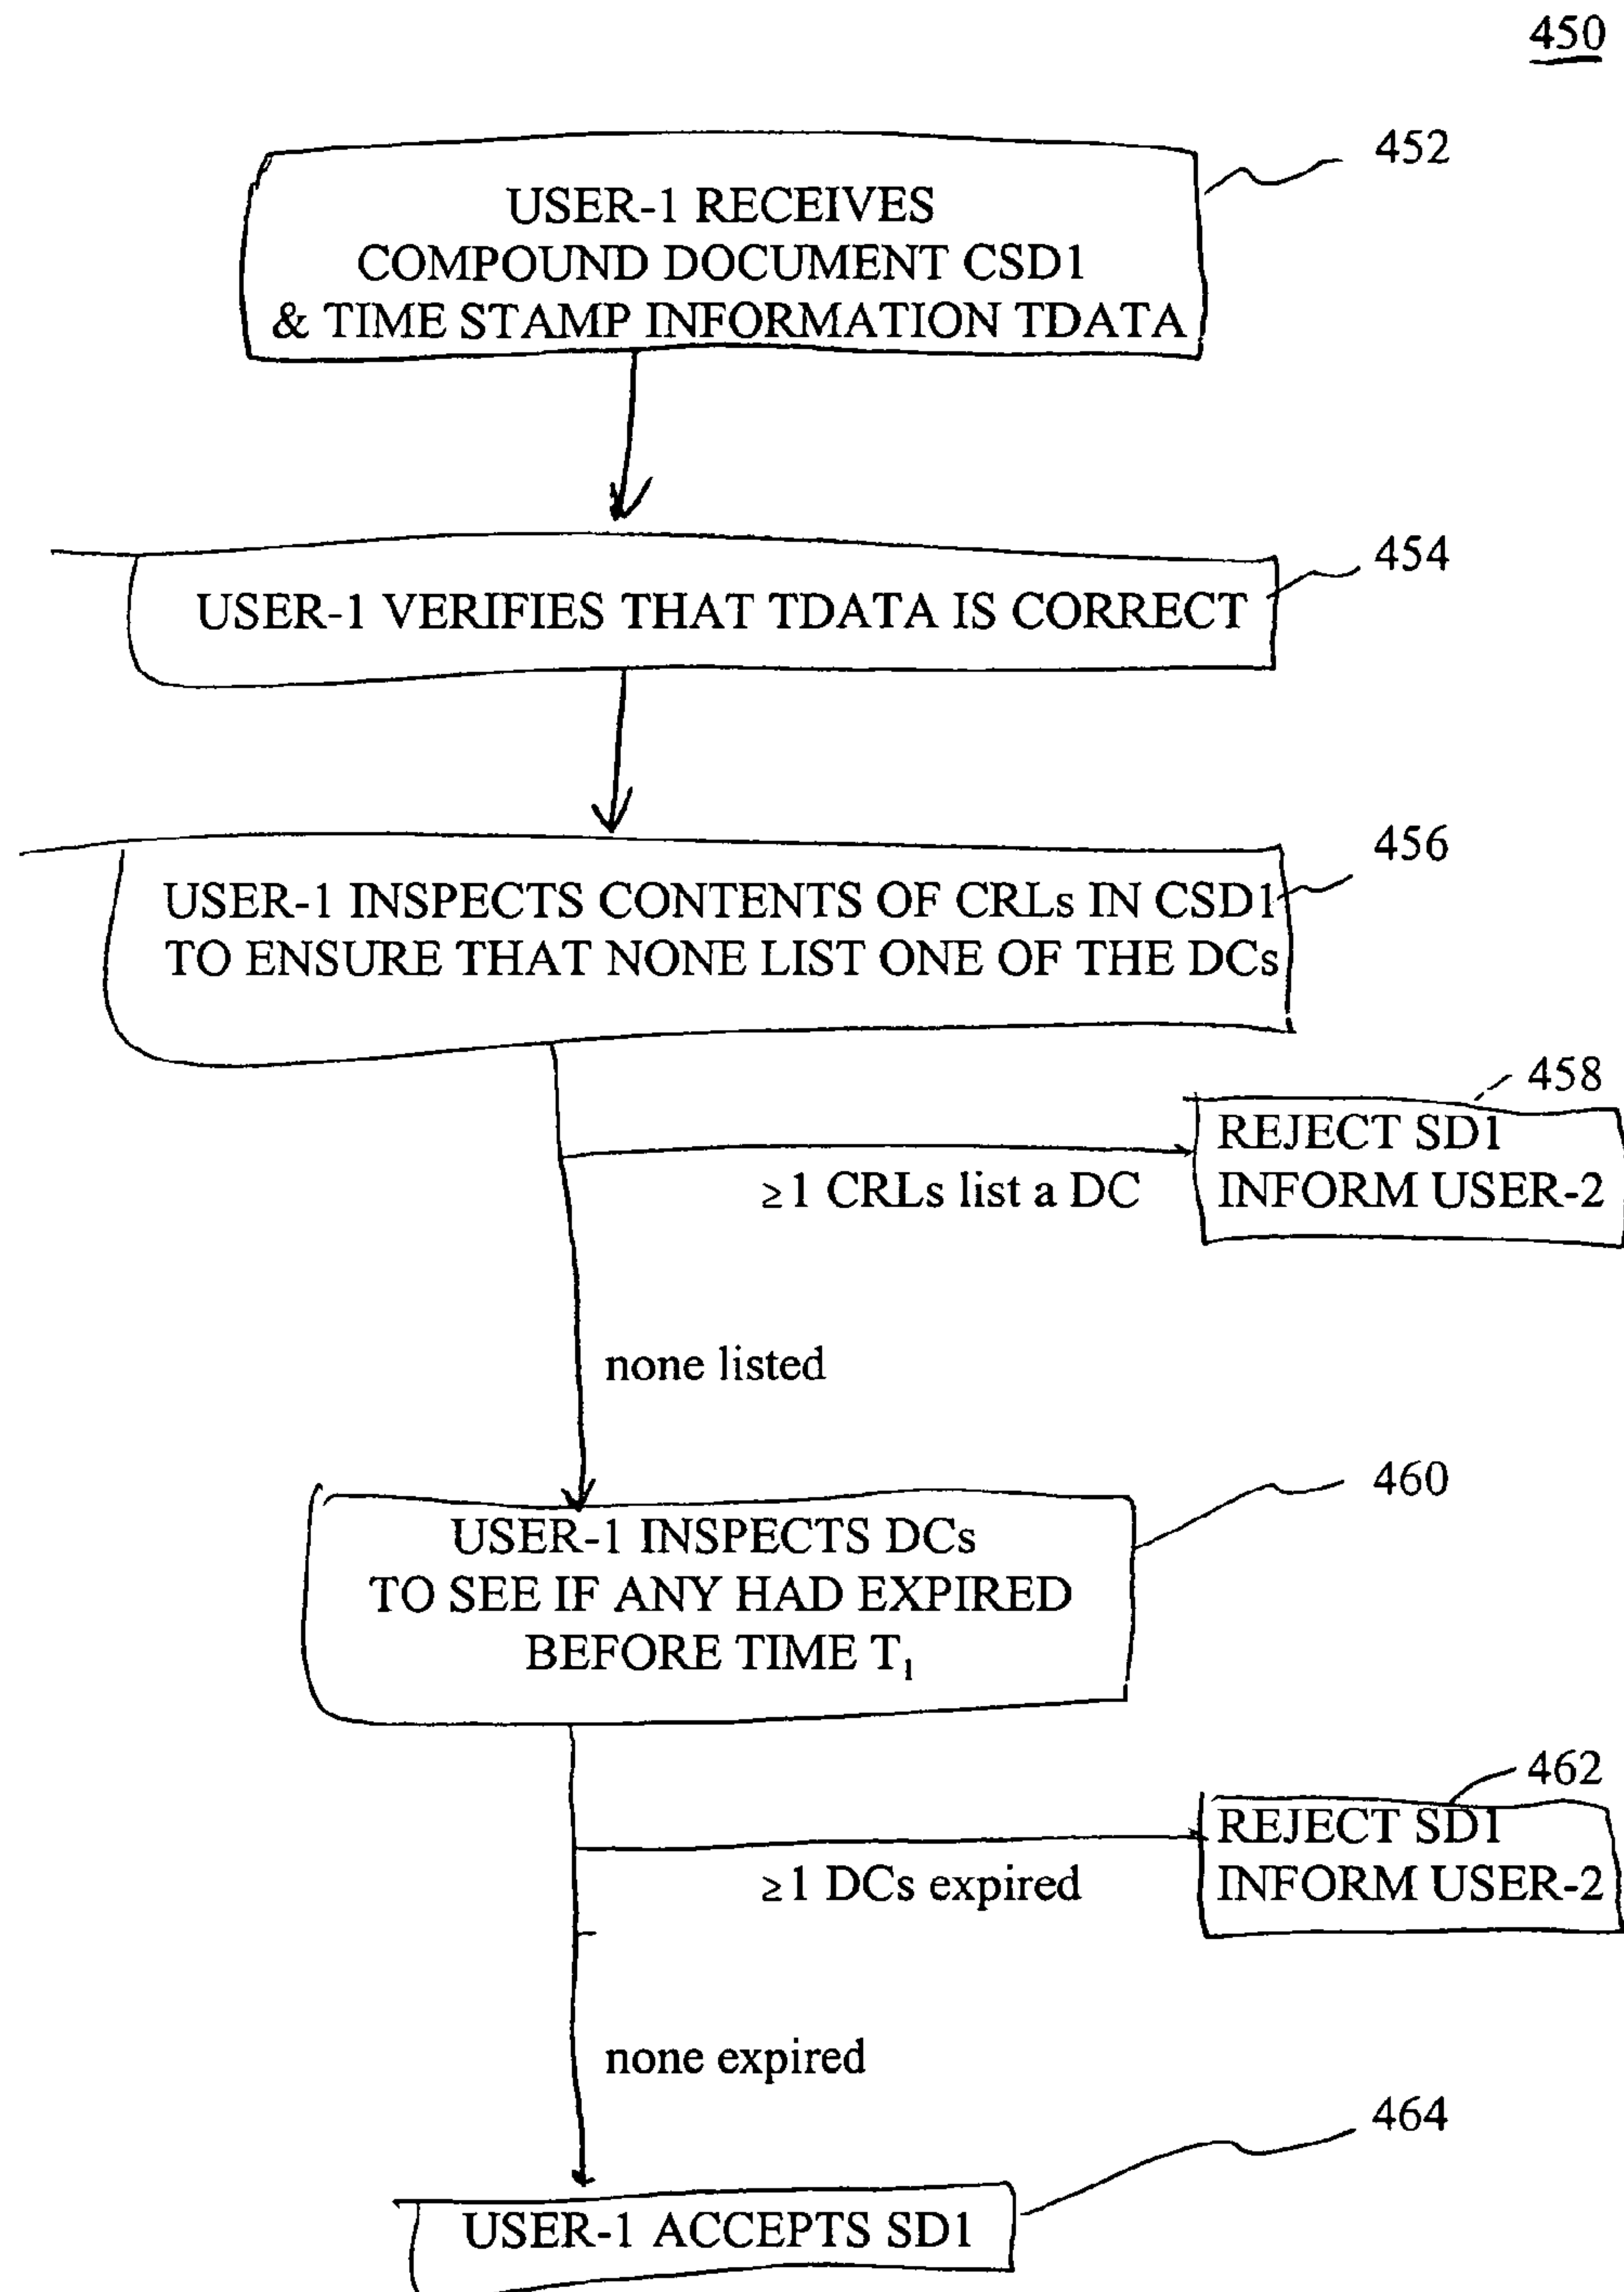 450
452
USER-1 RECEIVES
COMPOUND DOCUMENT CSD1
& TIME STAMP INFORMATION TDATA
454
USER-1 VERIFIES THAT TDATA IS CORRECT
456
USER-1 INSPECTS CONTENTS OF CRLs IN CSD1
TO ENSURE THAT NONE LIST ONE OF THE DCs
458
REJECT SD1
INFORM USER-2
≥1 CRLs list a DC
none listed
460
USER-1 INSPECTS DCs
TO SEE IF ANY HAD EXPIRED
BEFORE TIME T₁
462
REJECT SD1
INFORM USER-2
≥1 DCs expired
none expired
464
USER-1 ACCEPTS SD1